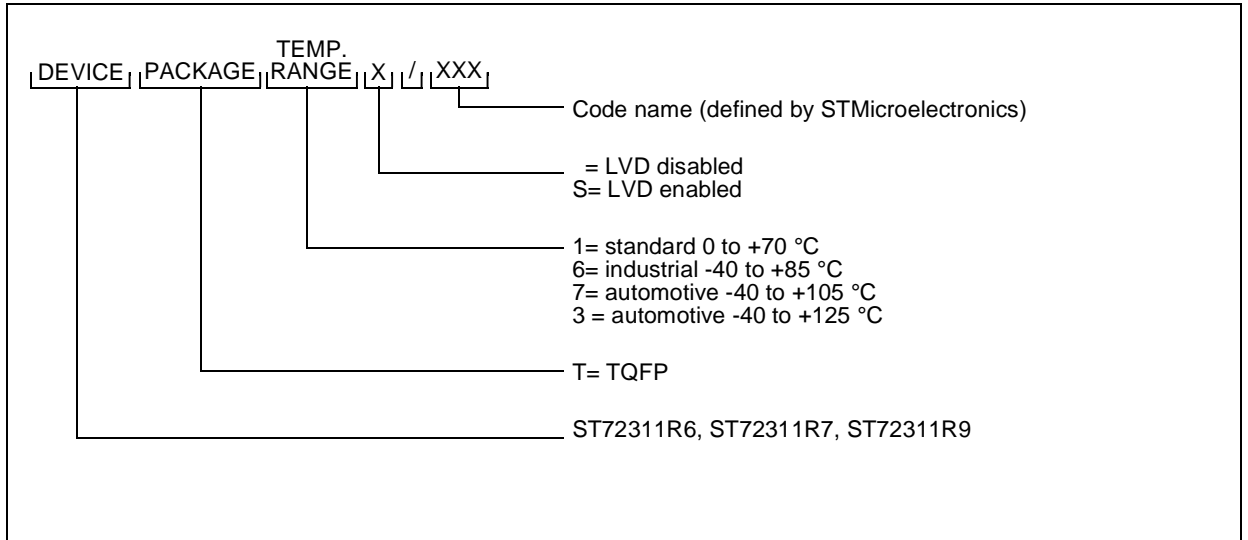 TEMP.
DEVICE PACKAGE RANGE X / XXX
Code name (defined by STMicroelectronics)
= LVD disabled
S= LVD enabled
1= standard 0 to +70 °C
6= industrial -40 to +85 °C
7= automotive -40 to +105 °C
3 = automotive -40 to +125 °C
T= TQFP
ST72311R6, ST72311R7, ST72311R9